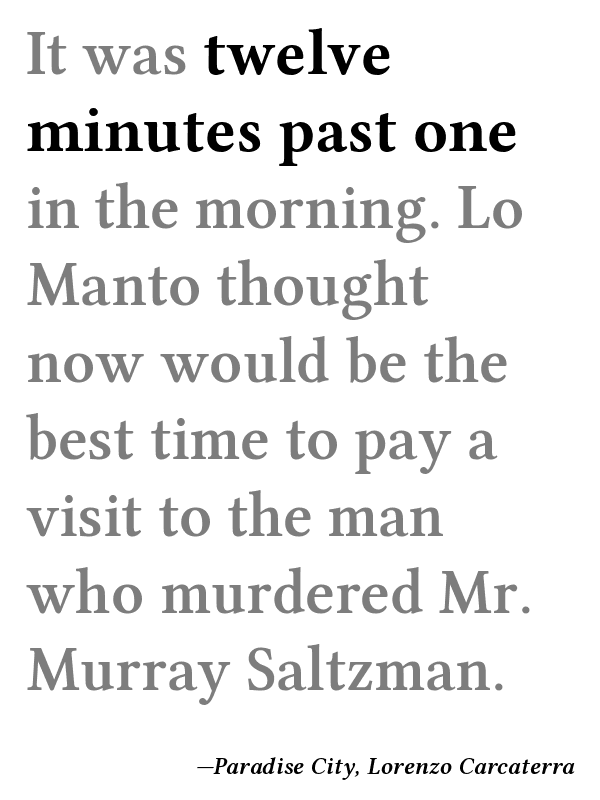 It was twelve
minutes past one
in the morning. Lo
Manto thought
now would be the
best time to pay a
visit to the man
who murdered Mr.
Murray Saltzman.
—Paradise City, Lorenzo Carcaterra